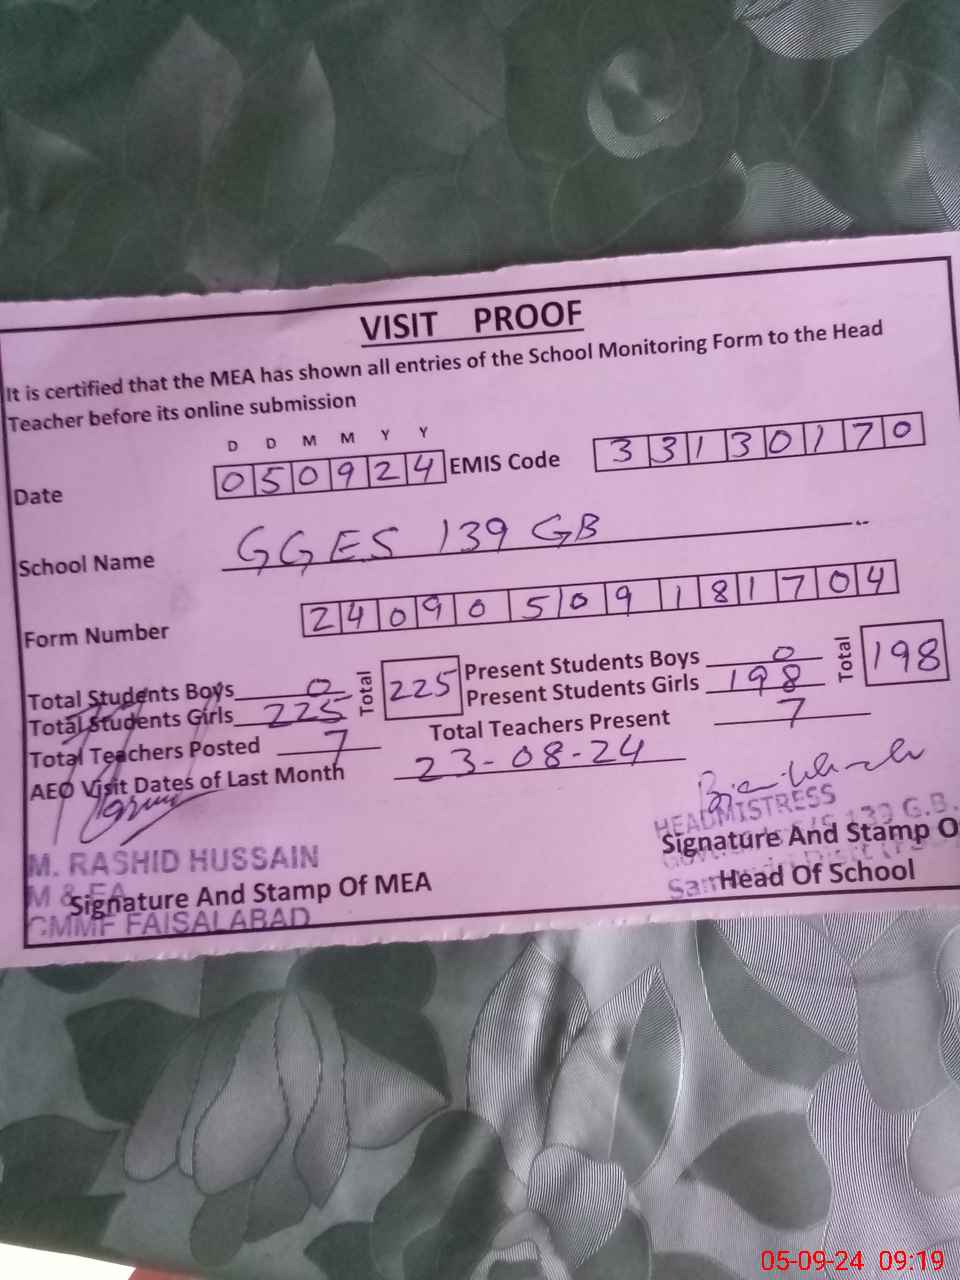 VISIT PROOF
It is certified that the MEA has shown all entries of the School Monitoring Form to the Head
Teacher before its online submission
D D M M Y Y
Date 050924 EMIS Code 33130170
School Name GGES 139 GB
Form Number 24090509181704
Total Students Boys 0 Total 225 Present Students Boys 0 Total 198
Total Students Girls 225 Present Students Girls 198
Total Teachers Posted 7 Total Teachers Present 7
AEO Visit Dates of Last Month 23-08-24
M. RASHID HUSSAIN
M & EA
CMMF FAISALABAD
Signature And Stamp Of MEA
HEADMISTRESS
139 G.B.
Signature And Stamp O
Head Of School
05-09-24 09:19